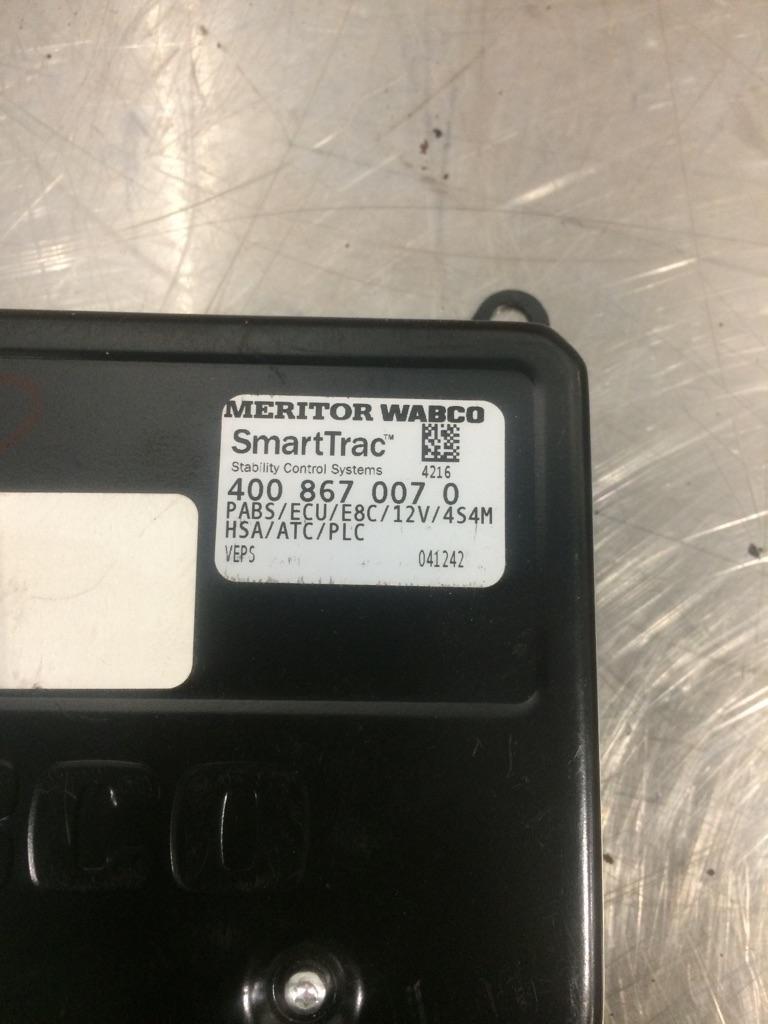 MERITOR WABCO
SmartTrac™
Stability Control Systems 4216
400 867 007 0
PABS/ECU/E8C/12V/4S4M
HSA/ATC/PLC
VEPS 041242
CO